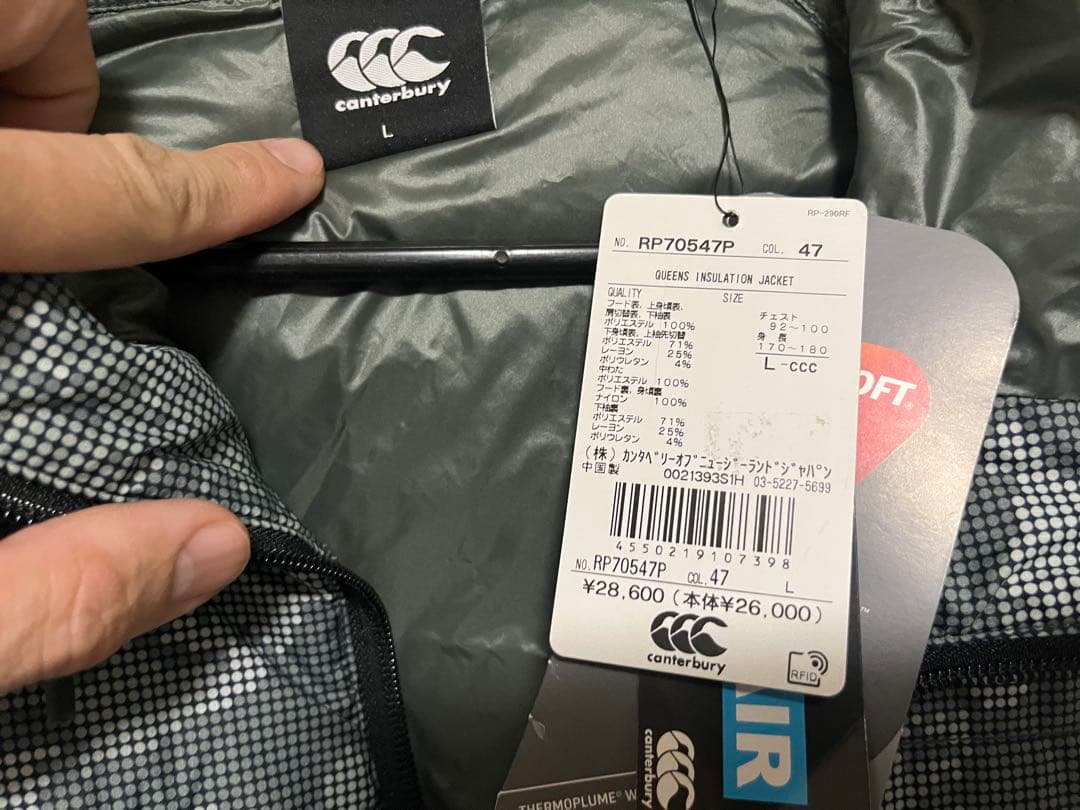 canterbury
L
RP-290RF
NO. RP70547P COL. 47
QUEENS INSULATION JACKET
QUALITY SIZE
フード表、上身頃表、
肩切替表、下袖表
ポリエステル 100%
下身頃表、上袖先切替
ポリエステル 71%
レーヨン 25%
ポリウレタン 4%
中わた
ポリエステル 100%
フード裏、身頃裏
ナイロン 100%
下袖裏
ポリエステル 71%
レーヨン 25%
ポリウレタン 4%
チェスト
92～100
身長
170～180
L-CCC
(株) カンタベリーオブニュージーランドジャパン
中国製 0021393S1H 03-5227-5699
4550219107398
NO. RP70547P COL. 47 L
¥28,600 (本体¥26,000)
canterbury
RFID
OFT®
AIR
canterbury
THERMOPLUME® W